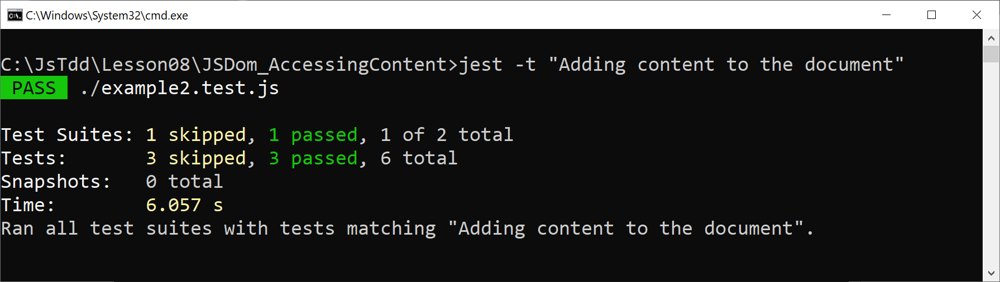 C:\Windows\System32\cmd.exe
C:\JsTdd\Lesson08\JSDom_AccessingContent>jest -t "Adding content to the document"
PASS ./example2.test.js
Test Suites: 1 skipped, 1 passed, 1 of 2 total
Tests: 3 skipped, 3 passed, 6 total
Snapshots: 0 total
Time: 6.057 s
Ran all test suites with tests matching "Adding content to the document".